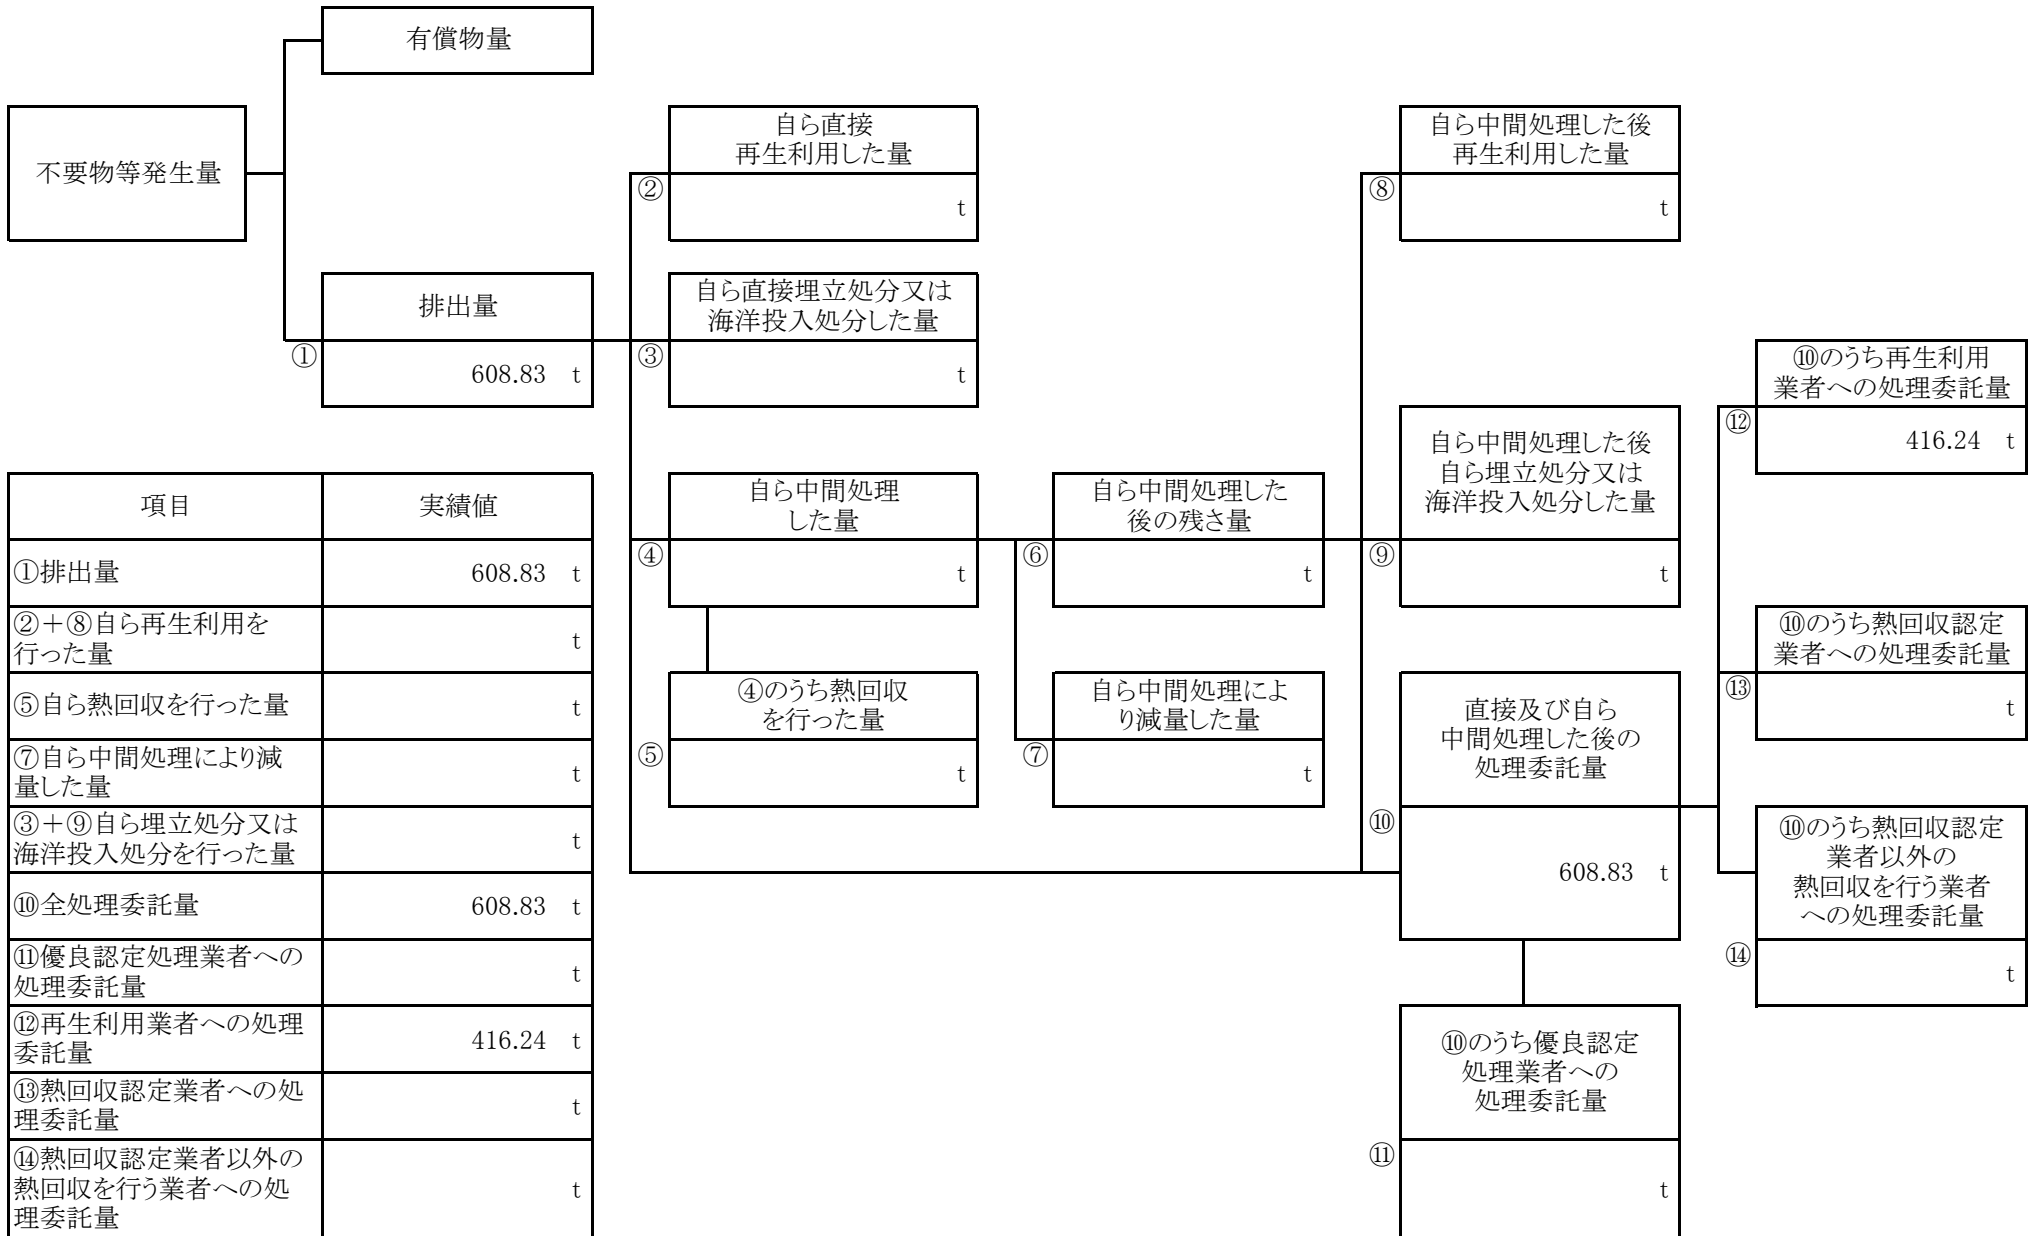 有償物量
不要物等発生量
自ら直接
再生利用した量
②
t
自ら中間処理した後
再生利用した量
⑧
t
排出量
①
608.83 t
自ら直接埋立処分又は
海洋投入処分した量
③
t
⑩のうち再生利用
業者への処理委託量
⑫
416.24 t
自ら中間処理した後
自ら埋立処分又は
海洋投入処分した量
⑨
t
自ら中間処理
した量
④
t
自ら中間処理した
後の残さ量
⑥
t
⑩のうち熱回収認定
業者への処理委託量
⑬
t
④のうち熱回収
を行った量
⑤
t
自ら中間処理によ
り減量した量
⑦
t
直接及び自ら
中間処理した後の
処理委託量
⑩
608.83 t
⑩のうち熱回収認定
業者以外の
熱回収を行う業者
への処理委託量
⑭
t
⑩のうち優良認定
処理業者への
処理委託量
⑪
t
項目 実績値
①排出量 608.83 t
②＋⑧自ら再生利用を
行った量
t
⑤自ら熱回収を行った量 t
⑦自ら中間処理により減
量した量
t
③＋⑨自ら埋立処分又は
海洋投入処分を行った量
t
⑩全処理委託量 608.83 t
⑪優良認定処理業者への
処理委託量
t
⑫再生利用業者への処理
委託量
416.24 t
⑬熱回収認定業者への処
理委託量
t
⑭熱回収認定業者以外の
熱回収を行う業者への処
理委託量
t